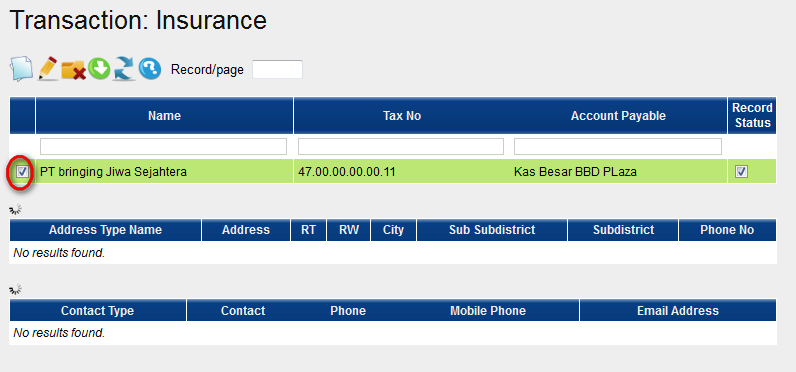 Transaction: Insurance
Record/page
Name Tax No Account Payable Record Status
PT bringing Jiwa Sejahtera 47.00.00.00.00.11 Kas Besar BBD PLaza
Address Type Name Address RT RW City Sub Subdistrict Subdistrict Phone No
No results found.
Contact Type Contact Phone Mobile Phone Email Address
No results found.